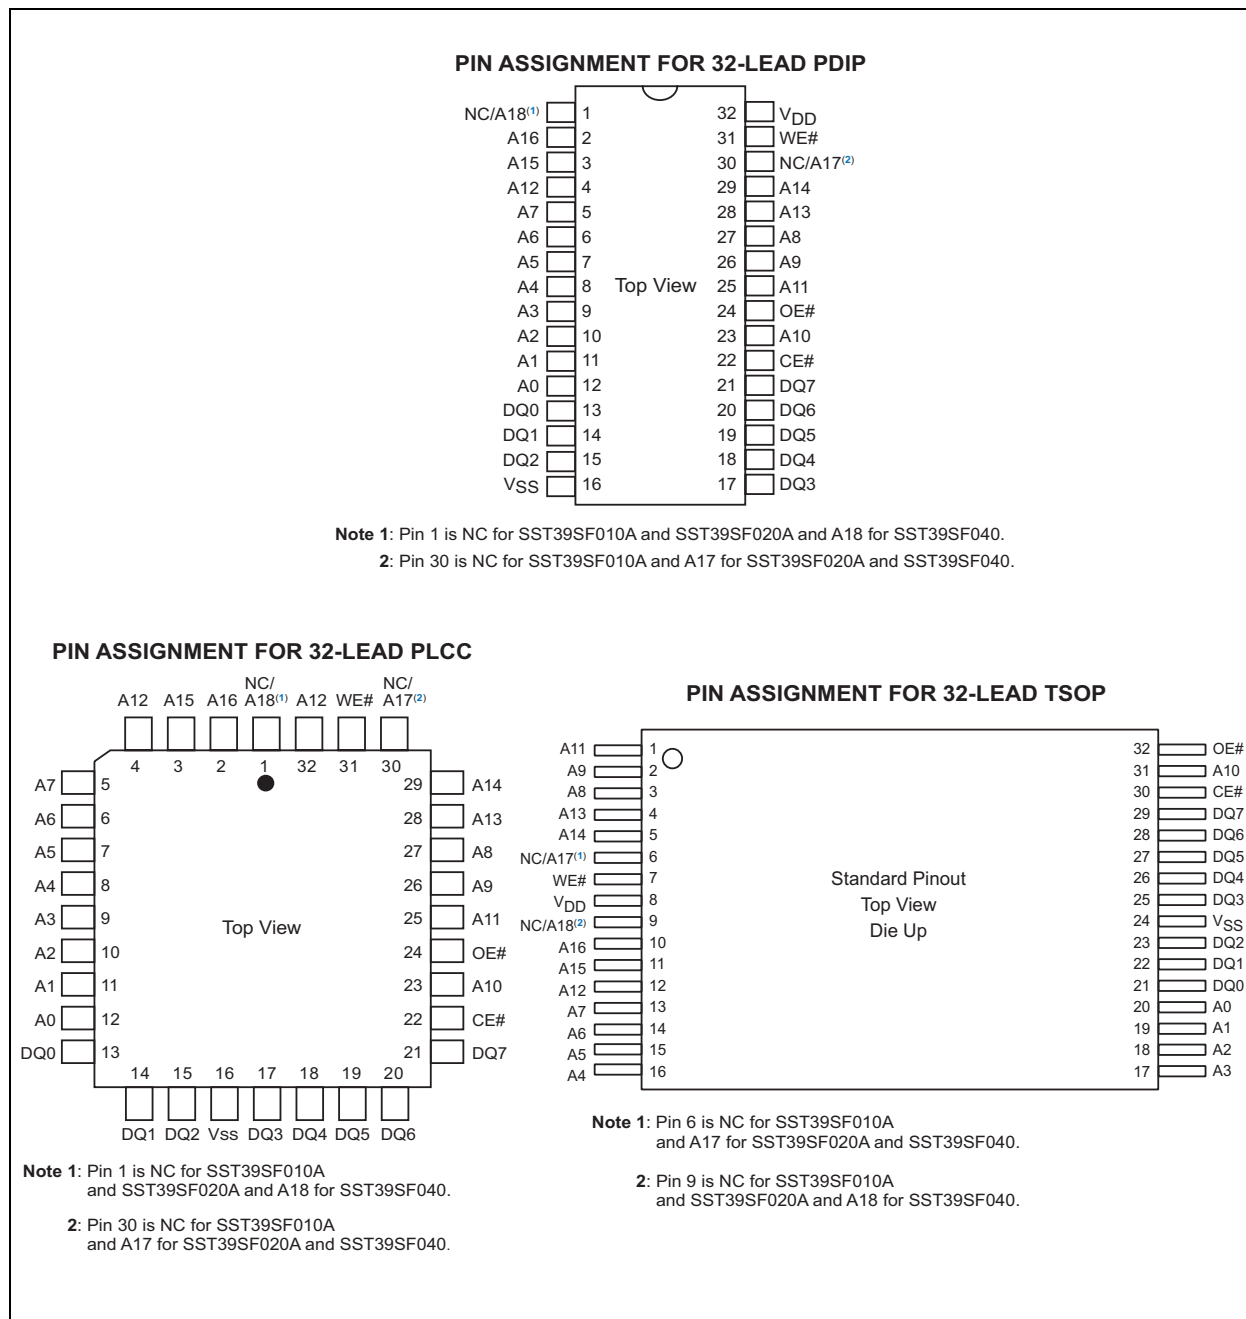 PIN ASSIGNMENT FOR 32-LEAD PDIP
NC/A18(1) 1 32 VDD
A16 2 31 WE#
A15 3 30 NC/A17(2)
A12 4 29 A14
A7 5 28 A13
A6 6 27 A8
A5 7 26 A9
A4 8 Top View 25 A11
A3 9 24 OE#
A2 10 23 A10
A1 11 22 CE#
A0 12 21 DQ7
DQ0 13 20 DQ6
DQ1 14 19 DQ5
DQ2 15 18 DQ4
VSS 16 17 DQ3
Note 1: Pin 1 is NC for SST39SF010A and SST39SF020A and A18 for SST39SF040.
2: Pin 30 is NC for SST39SF010A and A17 for SST39SF020A and SST39SF040.
PIN ASSIGNMENT FOR 32-LEAD PLCC
NC/ NC/
A12 A15 A16 A18(1) A12 WE# A17(2)
4 3 2 1 32 31 30
A7 5 29 A14
A6 6 28 A13
A5 7 27 A8
A4 8 26 A9
A3 9 Top View 25 A11
A2 10 24 OE#
A1 11 23 A10
A0 12 22 CE#
DQ0 13 21 DQ7
14 15 16 17 18 19 20
DQ1 DQ2 Vss DQ3 DQ4 DQ5 DQ6
Note 1: Pin 1 is NC for SST39SF010A
and SST39SF020A and A18 for SST39SF040.
2: Pin 30 is NC for SST39SF010A
and A17 for SST39SF020A and SST39SF040.
PIN ASSIGNMENT FOR 32-LEAD TSOP
A11 1 32 OE#
A9 2 31 A10
A8 3 30 CE#
A13 4 29 DQ7
A14 5 28 DQ6
NC/A17(1) 6 27 DQ5
WE# 7 Standard Pinout 26 DQ4
VDD 8 Top View 25 DQ3
NC/A18(2) 9 Die Up 24 VSS
A16 10 23 DQ2
A15 11 22 DQ1
A12 12 21 DQ0
A7 13 20 A0
A6 14 19 A1
A5 15 18 A2
A4 16 17 A3
Note 1: Pin 6 is NC for SST39SF010A
and A17 for SST39SF020A and SST39SF040.
2: Pin 9 is NC for SST39SF010A
and SST39SF020A and A18 for SST39SF040.